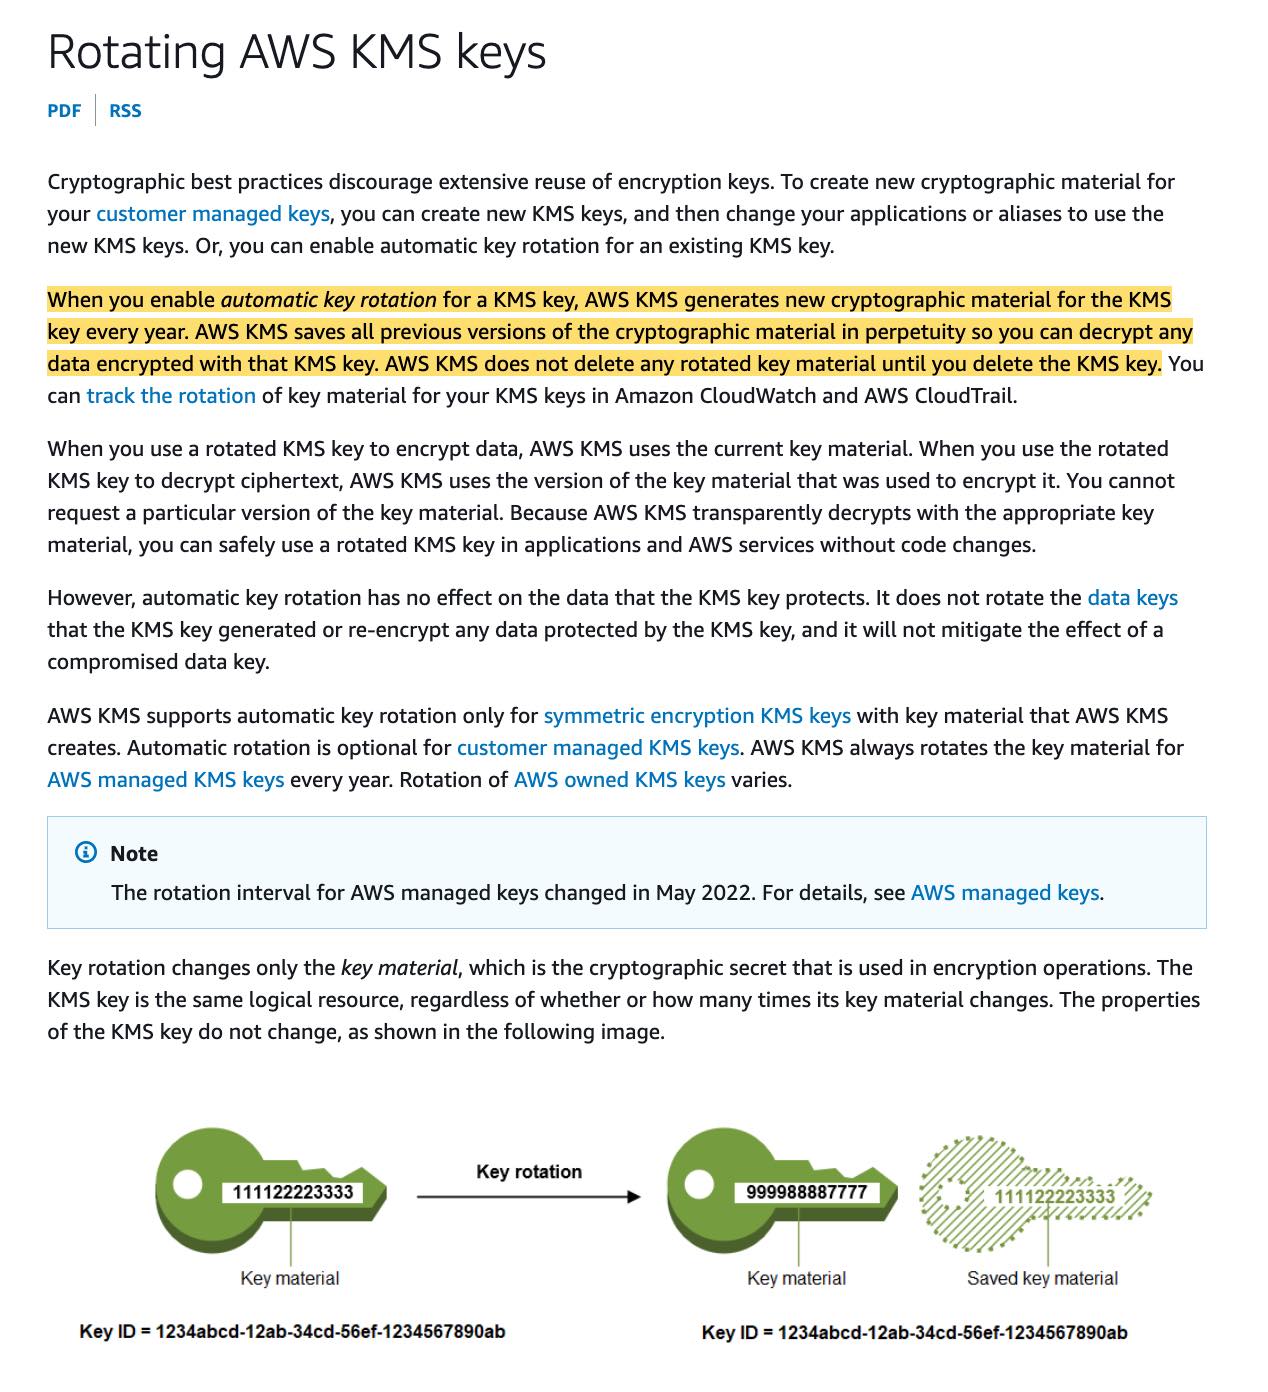 Rotating AWS KMS keys
PDF
RSS
Cryptographic best practices discourage extensive reuse of encryption keys. To create new cryptographic material for
your customer managed keys, you can create new KMS keys, and then change your applications or aliases to use the
new KMS keys. Or, you can enable automatic key rotation for an existing KMS key.
When you enable automatic key rotation for a KMS key, AWS KMS generates new cryptographic material for the KMS
key every year. AWS KMS saves all previous versions of the cryptographic material in perpetuity so you can decrypt any
data encrypted with that KMS key. AWS KMS does not delete any rotated key material until you delete the KMS key. You
can track the rotation of key material for your KMS keys in Amazon CloudWatch and AWS CloudTrail.
When you use a rotated KMS key to encrypt data, AWS KMS uses the current key material. When you use the rotated
KMS key to decrypt ciphertext, AWS KMS uses the version of the key material that was used to encrypt it. You cannot
request a particular version of the key material. Because AWS KMS transparently decrypts with the appropriate key
material, you can safely use a rotated KMS key in applications and AWS services without code changes.
However, automatic key rotation has no effect on the data that the KMS key protects. It does not rotate the data keys
that the KMS key generated or re-encrypt any data protected by the KMS key, and it will not mitigate the effect of a
compromised data key.
AWS KMS supports automatic key rotation only for symmetric encryption KMS keys with key material that AWS KMS
creates. Automatic rotation is optional for customer managed KMS keys. AWS KMS always rotates the key material for
AWS managed KMS keys every year. Rotation of AWS owned KMS keys varies.
Note
The rotation interval for AWS managed keys changed in May 2022. For details, see AWS managed keys.
Key rotation changes only the key material, which is the cryptographic secret that is used in encryption operations. The
KMS key is the same logical resource, regardless of whether or how many times its key material changes. The properties
of the KMS key do not change, as shown in the following image.
111122223333
Key rotation
999988887777
111122223333
Key material
Key material
Saved key material
Key ID = 1234abcd-12ab-34cd-56ef-1234567890ab
Key ID = 1234abcd-12ab-34cd-56ef-1234567890ab